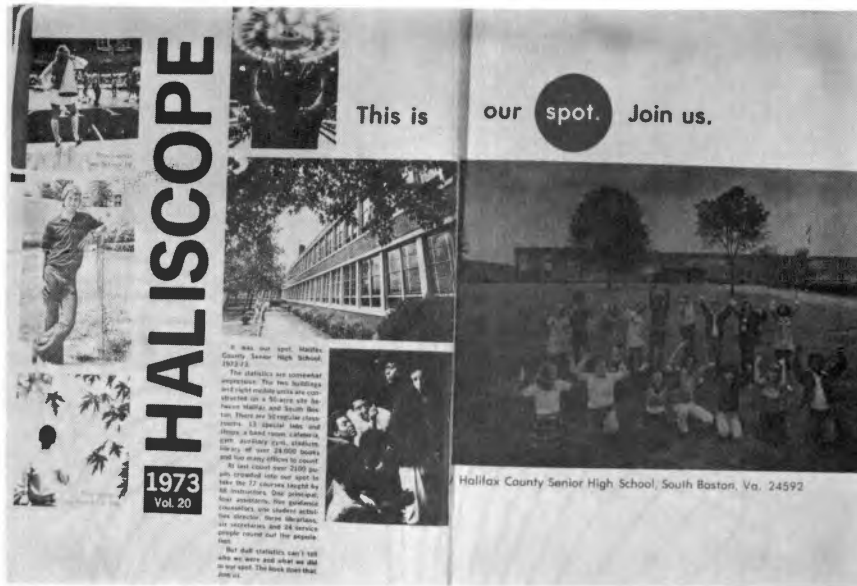 HALISCOPE
1973
Vol. 20
This is our spot. Join us.
It was our spot. Halifax
County Senior High School,
1972-73.
The statistics are somewhat
impressive. The two buildings
and eight mobile units are con-
structed on a 50-acre site be-
tween Halifax and South Bos-
ton. There are 50 regular class-
rooms, 13 special labs and
shops, a band room, cafeteria,
gym, auxiliary gym, stadium,
library of over 24,000 books
and too many offices to count.
At last count over 2100 pu-
pils crowded into our spot to
take the 77 courses taught by
instructors. One principal,
four assistants, five guidance
counselors, one student activi-
ties director, three librarians,
six secretaries and 24 service
people round out the popula-
tion.
But dull statistics can't tell
who we were and what we did
in our spot. The book does that.
Join us.
Halifax County Senior High School, South Boston, Va. 24592